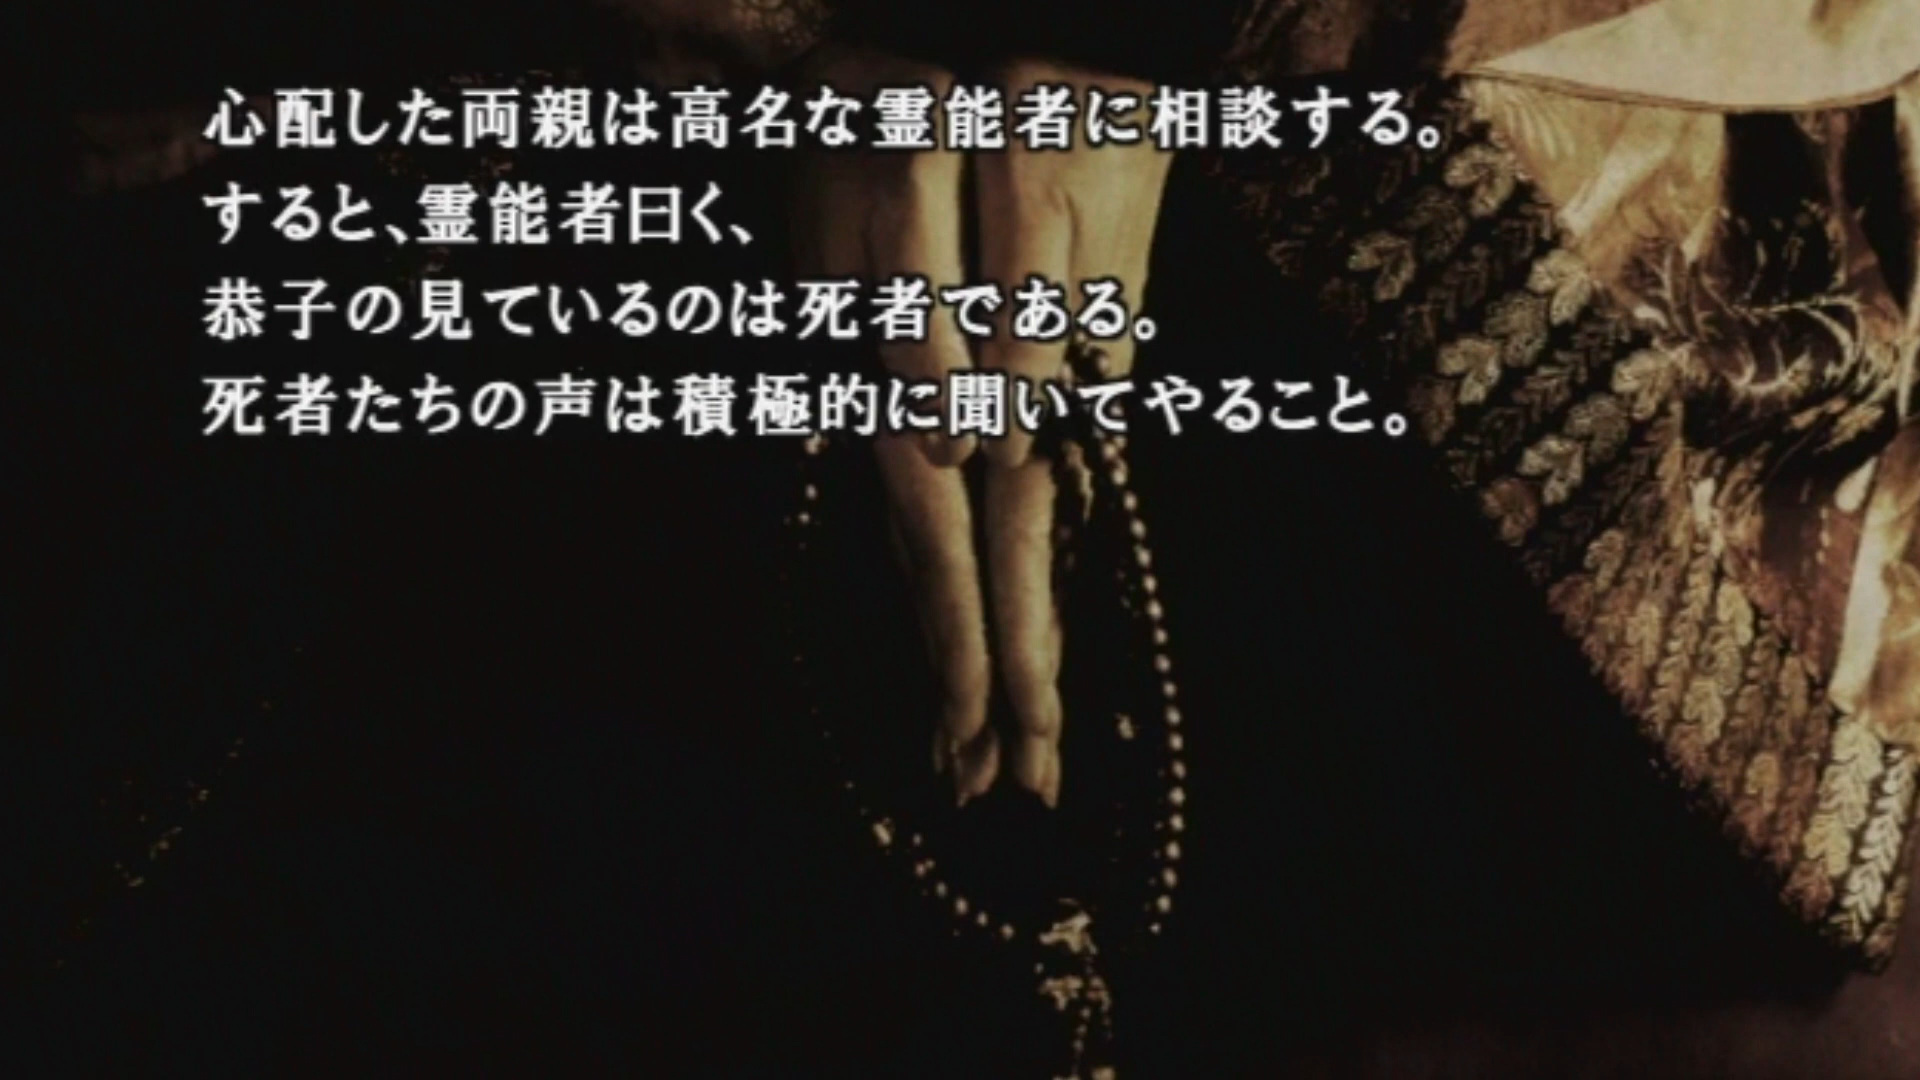 心配した両親は高名な霊能者に相談する。
すると、霊能者曰く、
恭子の見ているのは死者である。
死者たちの声は積極的に聞いてやること。